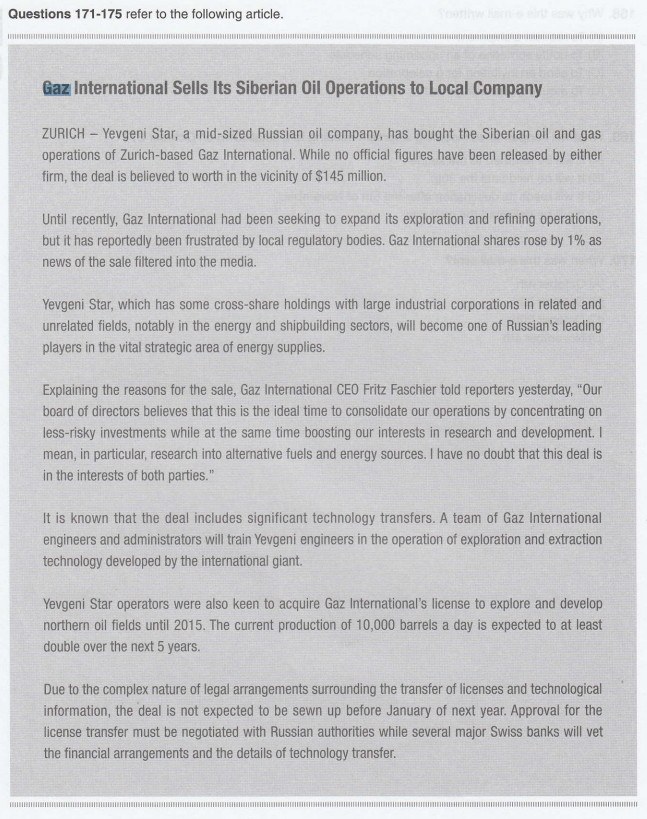 Questions 171-175 refer to the following article.
Gaz International Sells Its Siberian Oil Operations to Local Company
ZURICH – Yevgeni Star, a mid-sized Russian oil company, has bought the Siberian oil and gas
operations of Zurich-based Gaz International. While no official figures have been released by either
firm, the deal is believed to worth in the vicinity of $145 million.
Until recently, Gaz International had been seeking to expand its exploration and refining operations,
but it has reportedly been frustrated by local regulatory bodies. Gaz International shares rose by 1% as
news of the sale filtered into the media.
Yevgeni Star, which has some cross-share holdings with large industrial corporations in related and
unrelated fields, notably in the energy and shipbuilding sectors, will become one of Russian's leading
players in the vital strategic area of energy supplies.
Explaining the reasons for the sale, Gaz International CEO Fritz Faschier told reporters yesterday, “Our
board of directors believes that this is the ideal time to consolidate our operations by concentrating on
less-risky investments while at the same time boosting our interests in research and development. I
mean, in particular, research into alternative fuels and energy sources. I have no doubt that this deal is
in the interests of both parties.”
It is known that the deal includes significant technology transfers. A team of Gaz International
engineers and administrators will train Yevgeni engineers in the operation of exploration and extraction
technology developed by the international giant.
Yevgeni Star operators were also keen to acquire Gaz International's license to explore and develop
northern oil fields until 2015. The current production of 10,000 barrels a day is expected to at least
double over the next 5 years.
Due to the complex nature of legal arrangements surrounding the transfer of licenses and technological
information, the deal is not expected to be sewn up before January of next year. Approval for the
license transfer must be negotiated with Russian authorities while several major Swiss banks will vet
the financial arrangements and the details of technology transfer.